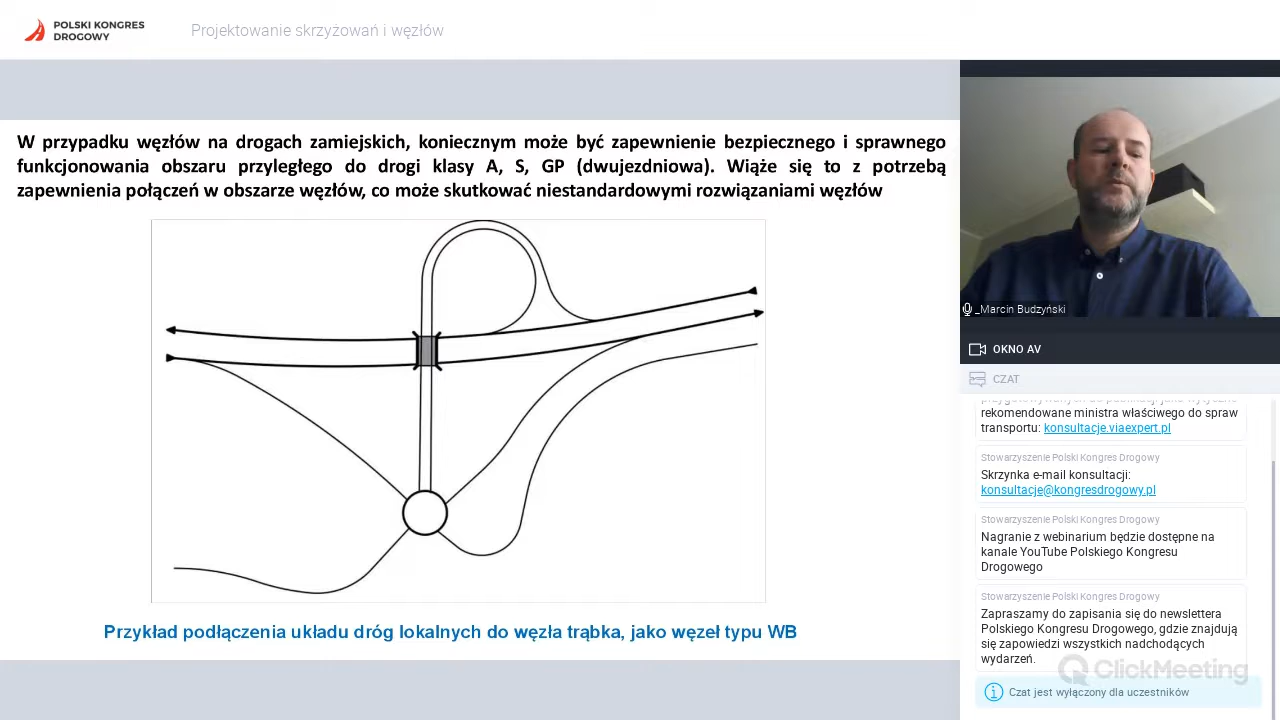 POLSKI KONGRES
DROGOWY
Projektowanie skrzyżowań i węzłów
W przypadku węzłów na drogach zamiejskich, koniecznym może być zapewnienie bezpiecznego i sprawnego
funkcjonowania obszaru przyległego do drogi klasy A, S, GP (dwujezdniowa). Wiąże się to z potrzebą
zapewnienia połączeń w obszarze węzłów, co może skutkować niestandardowymi rozwiązaniami węzłów
Przykład podłączenia układu dróg lokalnych do węzła trąbka, jako węzeł typu WB
_Marcin Budzyński
OKNO AV
CZAT
rekomendowane ministra właściwego do spraw
transportu: konsultacje.viaexpert.pl
Stowarzyszenie Polski Kongres Drogowy
Skrzynka e-mail konsultacji:
konsultacje@kongresdrogowy.pl
Stowarzyszenie Polski Kongres Drogowy
Nagranie z webinarium będzie dostępne na
kanale YouTube Polskiego Kongresu
Drogowego
Stowarzyszenie Polski Kongres Drogowy
Zapraszamy do zapisania się do newslettera
Polskiego Kongresu Drogowego, gdzie znajdują
się zapowiedzi wszystkich nadchodzących
wydarzeń.
ClickMeeting
Czat jest wyłączony dla uczestników